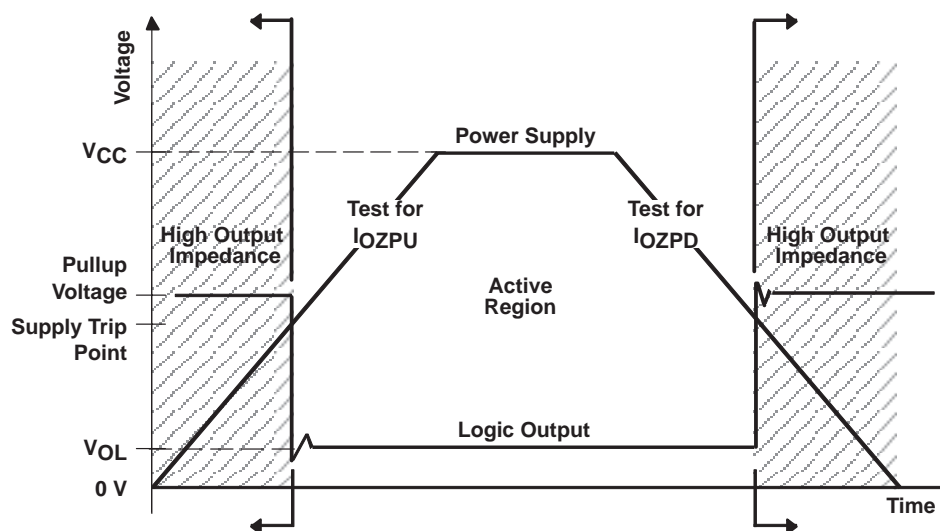 Voltage
Power Supply
VCC
Test for
IOZPU
Test for
IOZPD
High Output
Impedance
High Output
Impedance
Pullup
Voltage
Active
Region
Supply Trip
Point
Logic Output
VOL
0 V
Time